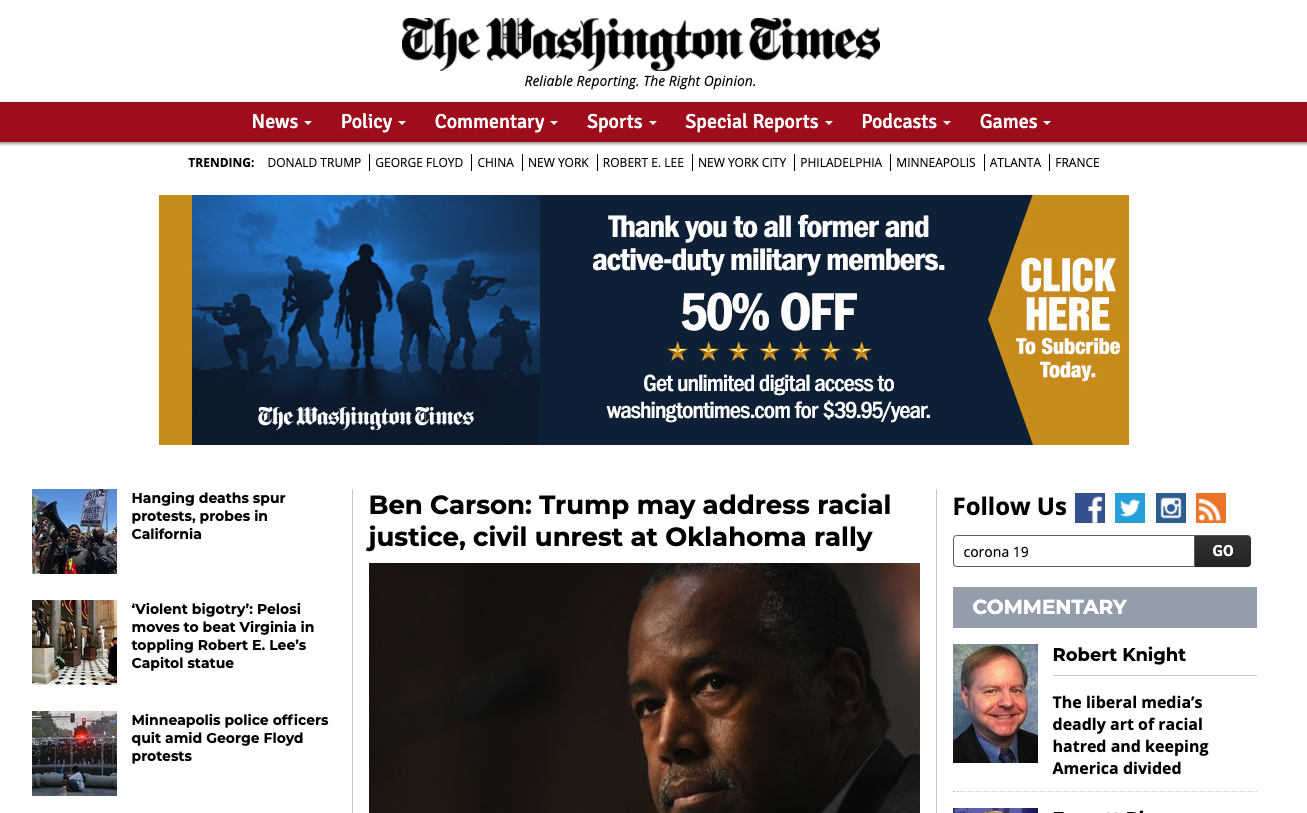 The Washington Times
Reliable Reporting. The Right Opinion.
News Policy Commentary Sports Special Reports Podcasts Games
TRENDING: DONALD TRUMP GEORGE FLOYD CHINA NEW YORK ROBERT E. LEE NEW YORK CITY PHILADELPHIA MINNEAPOLIS ATLANTA FRANCE
Thank you to all former and
active-duty military members.
50% OFF
Get unlimited digital access to
washingtontimes.com for $39.95/year.
The Washington Times
CLICK
HERE
To Subcribe
Today.
Hanging deaths spur
protests, probes in
California
‘Violent bigotry’: Pelosi
moves to beat Virginia in
toppling Robert E. Lee’s
Capitol statue
Minneapolis police officers
quit amid George Floyd
protests
Ben Carson: Trump may address racial
justice, civil unrest at Oklahoma rally
Follow Us
corona 19 GO
COMMENTARY
Robert Knight
The liberal media’s
deadly art of racial
hatred and keeping
America divided